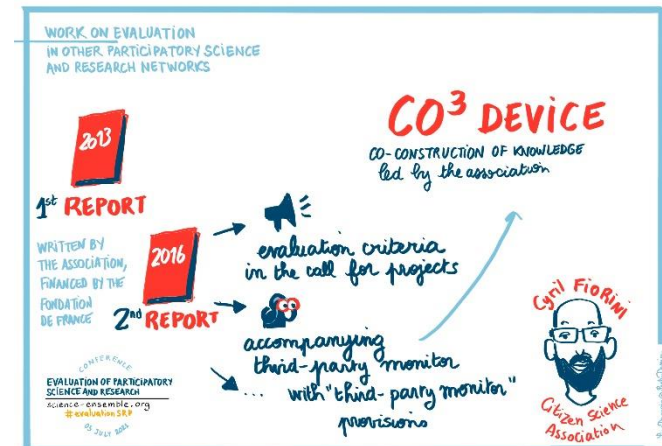 WORK ON EVALUATION
IN OTHER PARTICIPATORY SCIENCE
AND RESEARCH NETWORKS
2013
1st REPORT
WRITTEN BY
THE ASSOCIATION,
FINANCED BY THE
FONDATION
DE FRANCE
2016
2nd REPORT
evaluation criteria
in the call for projects
accompanying
third-party monitor
... with "third-party monitor"
provisions
CO³ DEVICE
CO-CONSTRUCTION OF KNOWLEDGE
led by the association
Cyril FiORiNi
Citizen Science
Association
CONFERENCE
EVALUATION OF PARTICIPATORY
SCIENCE AND RESEARCH
science-ensemble.org
#evaluationSRP
JULY